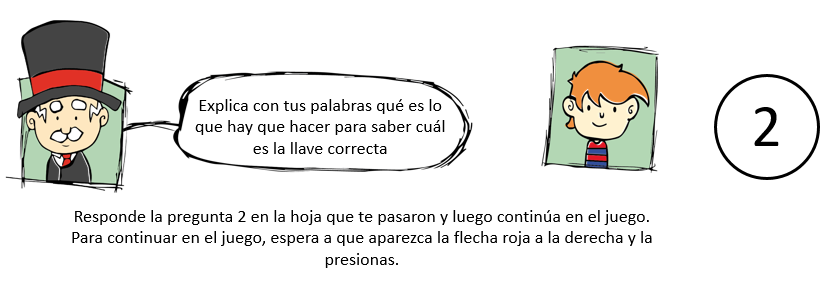 Explica con tus palabras qué es lo
que hay que hacer para saber cuál
es la llave correcta
2
Responde la pregunta 2 en la hoja que te pasaron y luego continúa en el juego.
Para continuar en el juego, espera a que aparezca la flecha roja a la derecha y la
presionas.